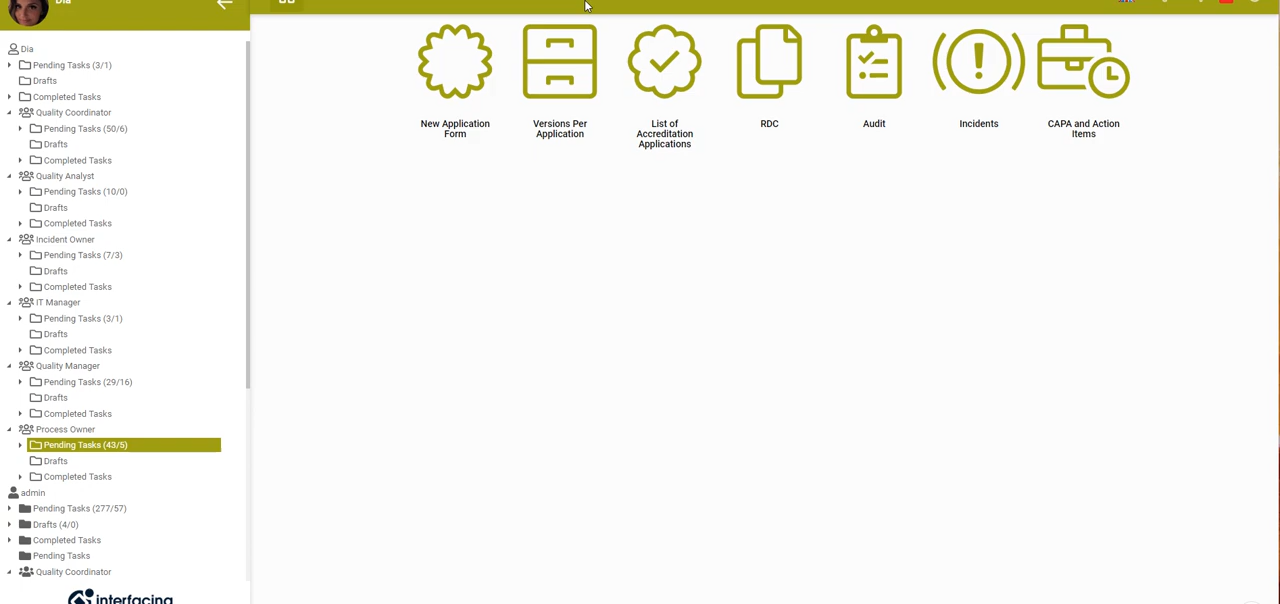 Dia
Dia
Pending Tasks (3/1)
Drafts
Completed Tasks
Quality Coordinator
Pending Tasks (50/6)
Drafts
Completed Tasks
Quality Analyst
Pending Tasks (10/0)
Drafts
Completed Tasks
Incident Owner
Pending Tasks (7/3)
Drafts
Completed Tasks
IT Manager
Pending Tasks (3/1)
Drafts
Completed Tasks
Quality Manager
Pending Tasks (29/16)
Drafts
Completed Tasks
Process Owner
Pending Tasks (43/5)
Drafts
Completed Tasks
admin
Pending Tasks (277/57)
Drafts (4/0)
Completed Tasks
Pending Tasks
Quality Coordinator
interfacing
New Application
Form
Versions Per
Application
List of
Accreditation
Applications
RDC
Audit
Incidents
CAPA and Action
Items